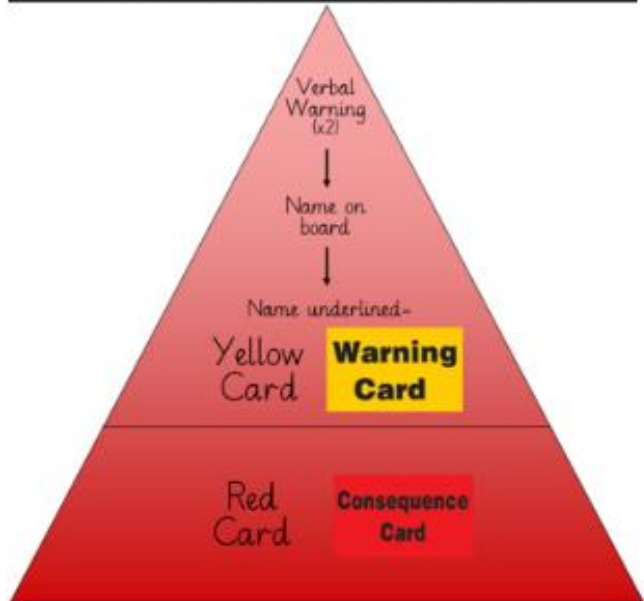 Verbal
Warning
(x2)
Name on
board
Name underlined-
Yellow
Card
Warning
Card
Red
Card
Consequence
Card